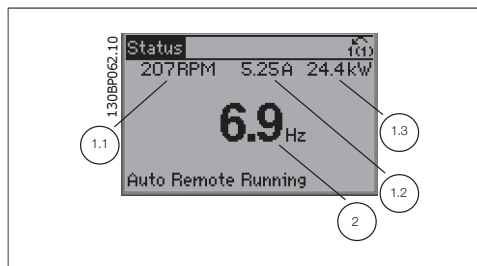 130BP062.10
Status
1(1)
207RPM 5.25A 24.4kW
6.9Hz
Auto Remote Running
1.1
1.3
1.2
2